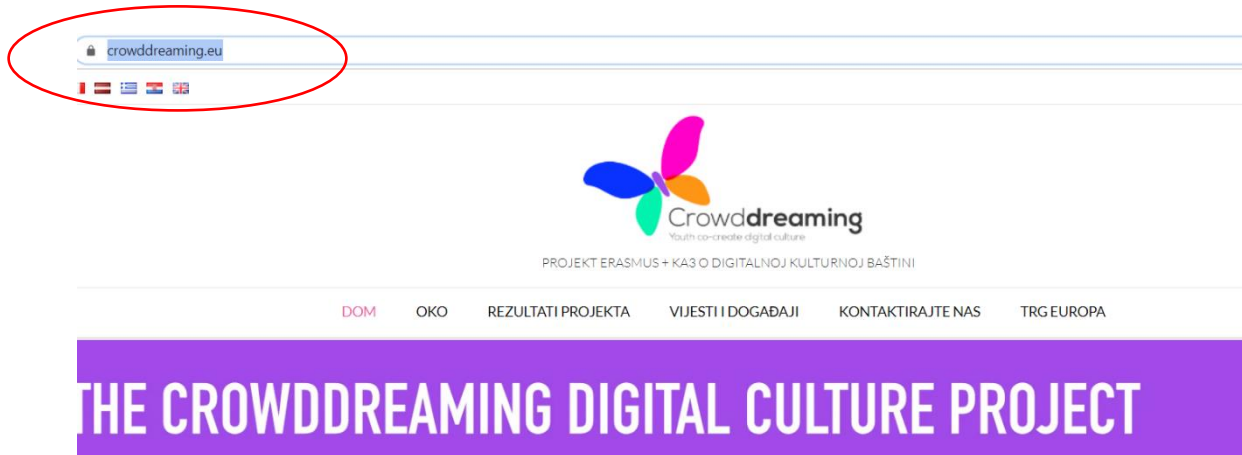 crowddreaming.eu
Crowddreaming
Youth co-create digital culture
PROJEKT ERASMUS + KA3 O DIGITALNOJ KULTURNOJ BAŠTINI
DOM OKO REZULTATI PROJEKTA VIJESTI I DOGAĐAJI KONTAKTIRAJTE NAS TRG EUROPA
THE CROWDDREAMING DIGITAL CULTURE PROJECT